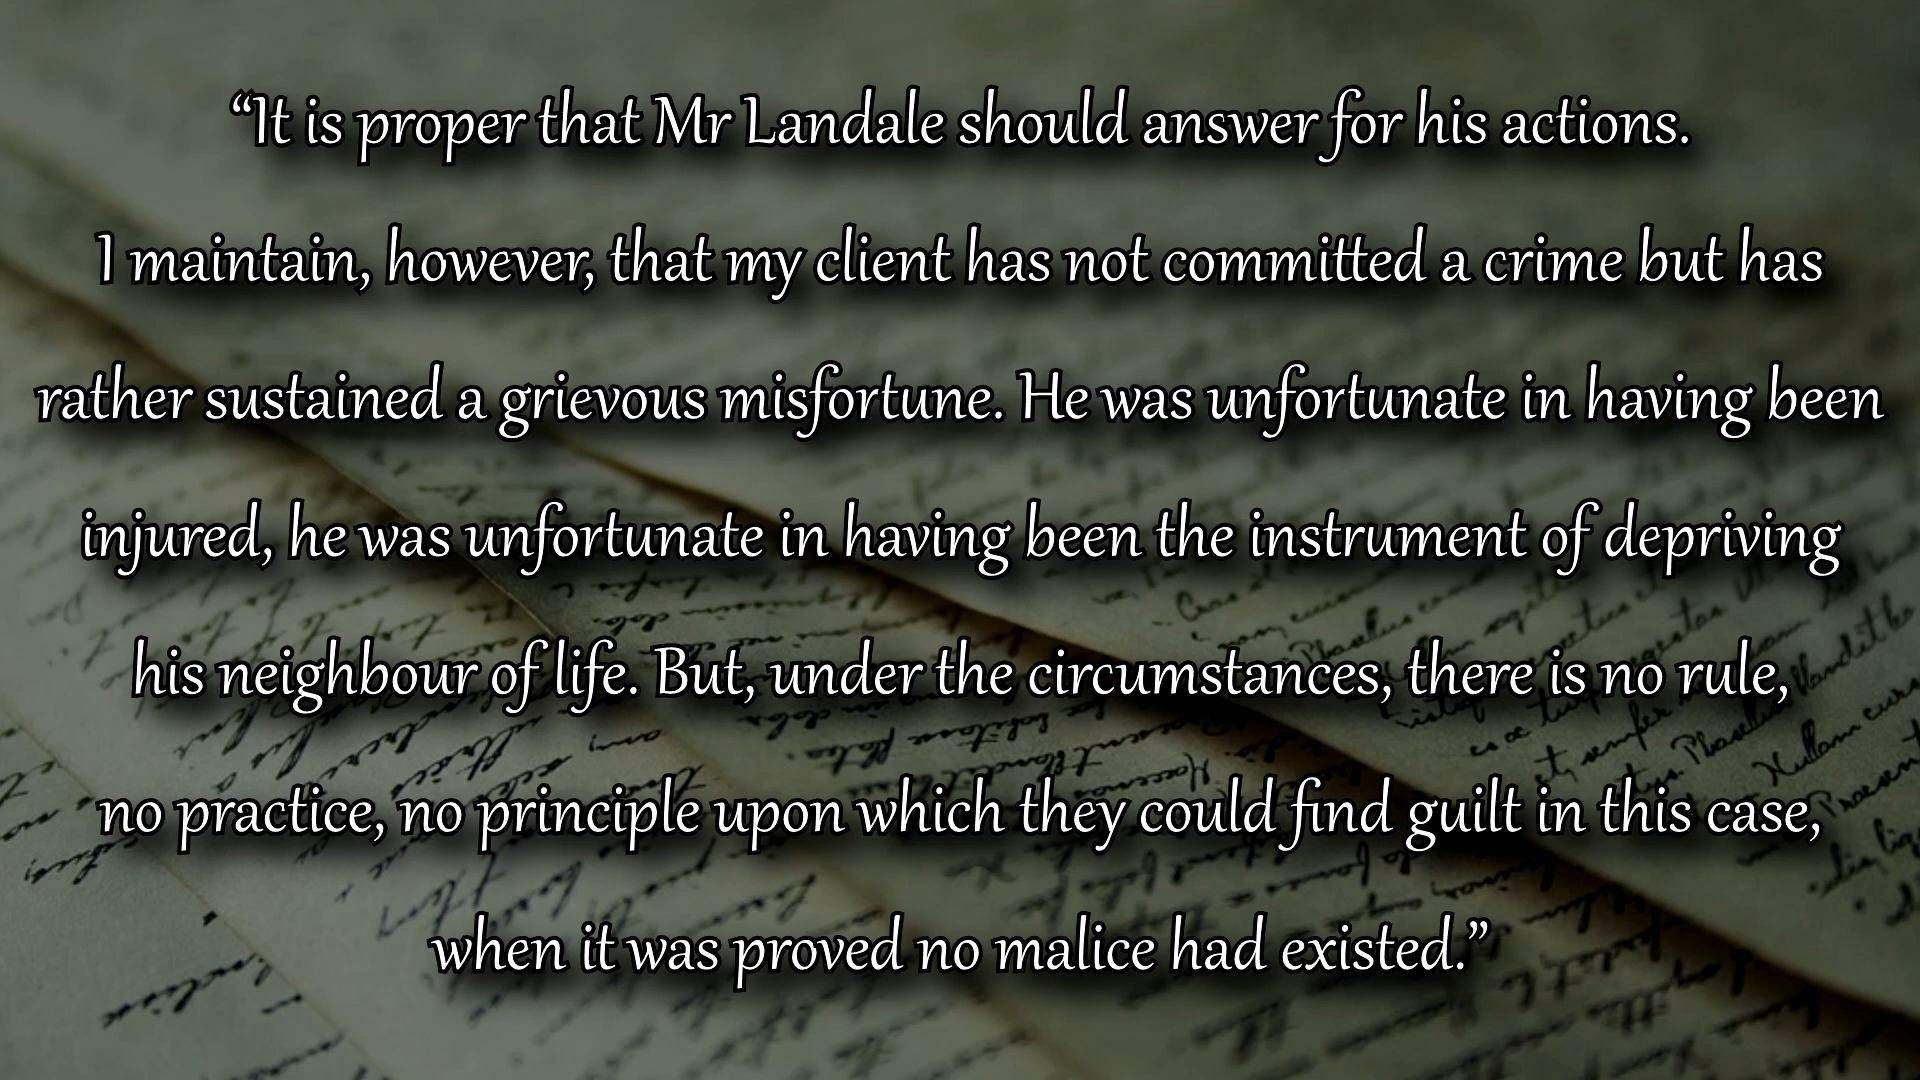 “It is proper that Mr Landale should answer for his actions.
I maintain, however, that my client has not committed a crime but has
rather sustained a grievous misfortune. He was unfortunate in having been
injured, he was unfortunate in having been the instrument of depriving
his neighbour of life. But, under the circumstances, there is no rule,
no practice, no principle upon which they could find guilt in this case,
when it was proved no malice had existed.”